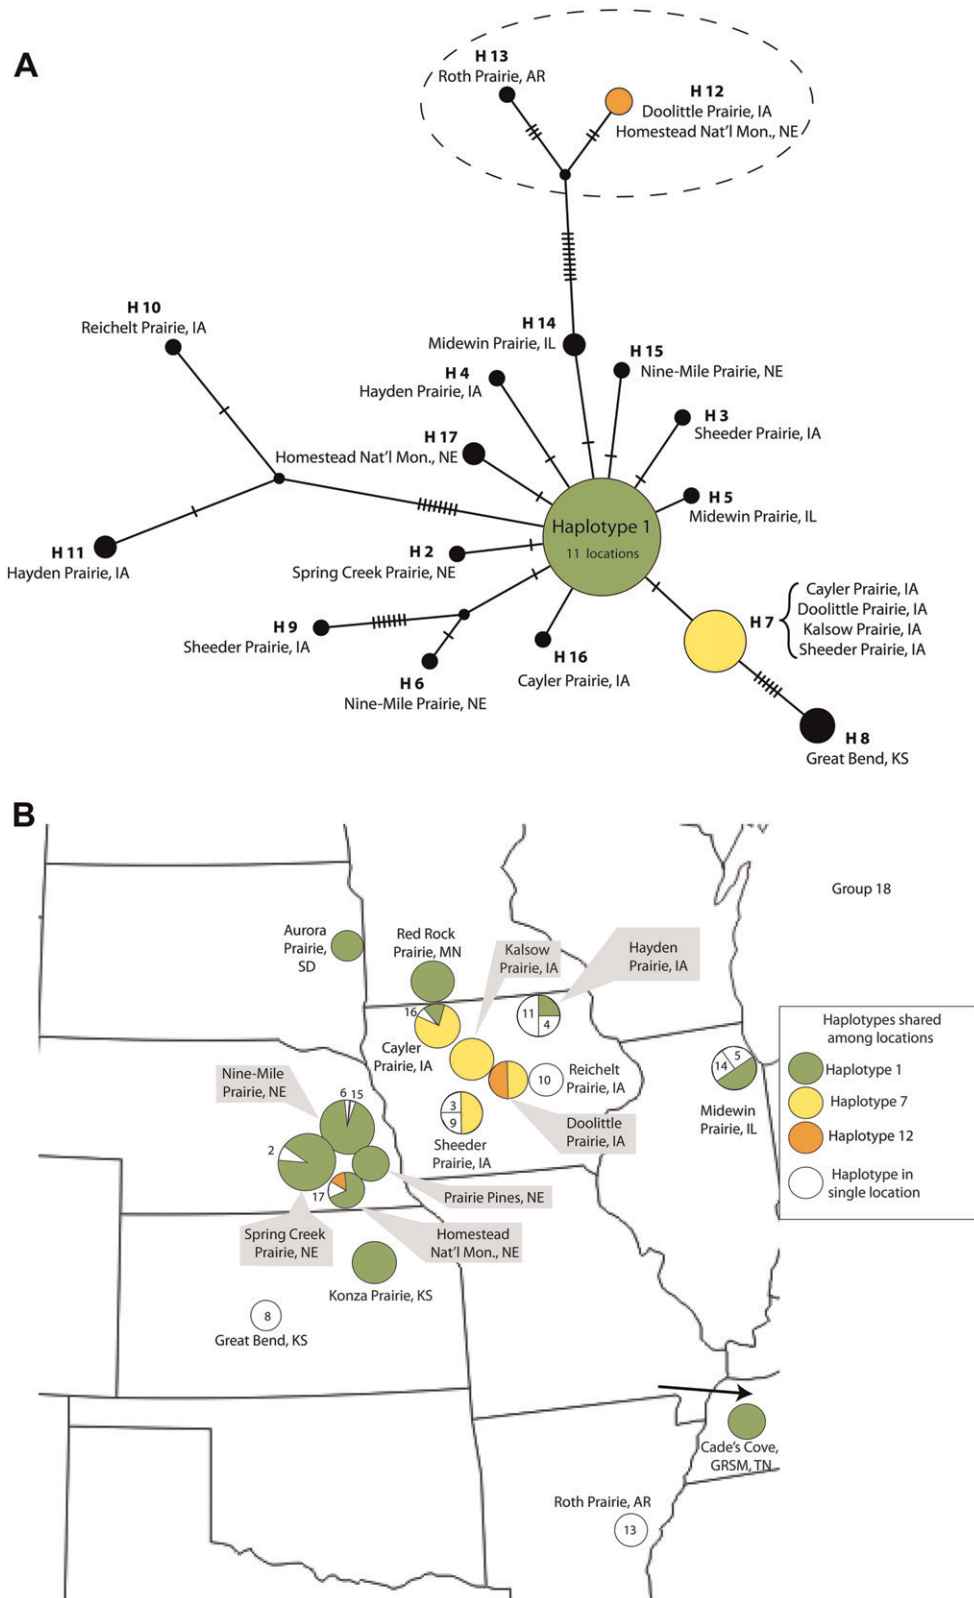 A
H 13
Roth Prairie, AR
H 12
Doolittle Prairie, IA
Homestead Nat'l Mon., NE
H 10
Reichelt Prairie, IA
H 14
Midewin Prairie, IL
H 15
Nine-Mile Prairie, NE
H 4
Hayden Prairie, IA
H 3
Sheeder Prairie, IA
H 17
Homestead Nat'l Mon., NE
H 5
Midewin Prairie, IL
Haplotype 1
11 locations
H 11
Hayden Prairie, IA
H 2
Spring Creek Prairie, NE
H 9
Sheeder Prairie, IA
H 6
Nine-Mile Prairie, NE
H 16
Cayler Prairie, IA
H 7
Cayler Prairie, IA
Doolittle Prairie, IA
Kalsow Prairie, IA
Sheeder Prairie, IA
H 8
Great Bend, KS
B
Group 18
Aurora
Prairie,
SD
Red Rock
Prairie, MN
Kalsow
Prairie, IA
Hayden
Prairie, IA
16
11
4
Cayler
Prairie, IA
10
Reichelt
Prairie, IA
Doolittle
Prairie, IA
3
9
Sheeder
Prairie, IA
5
14
Midewin
Prairie, IL
Haplotypes shared
among locations
Haplotype 1
Haplotype 7
Haplotype 12
Haplotype in
single location
Nine-Mile
Prairie, NE
6
15
2
17
Prairie Pines, NE
Spring Creek
Prairie, NE
Homestead
Nat'l Mon., NE
Konza Prairie, KS
8
Great Bend, KS
Cade's Cove,
GRSM, TN
Roth Prairie, AR
13